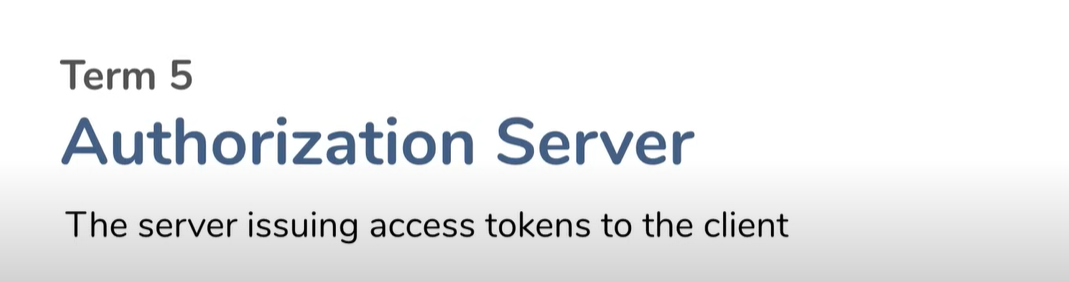 Term 5
Authorization Server
The server issuing access tokens to the client